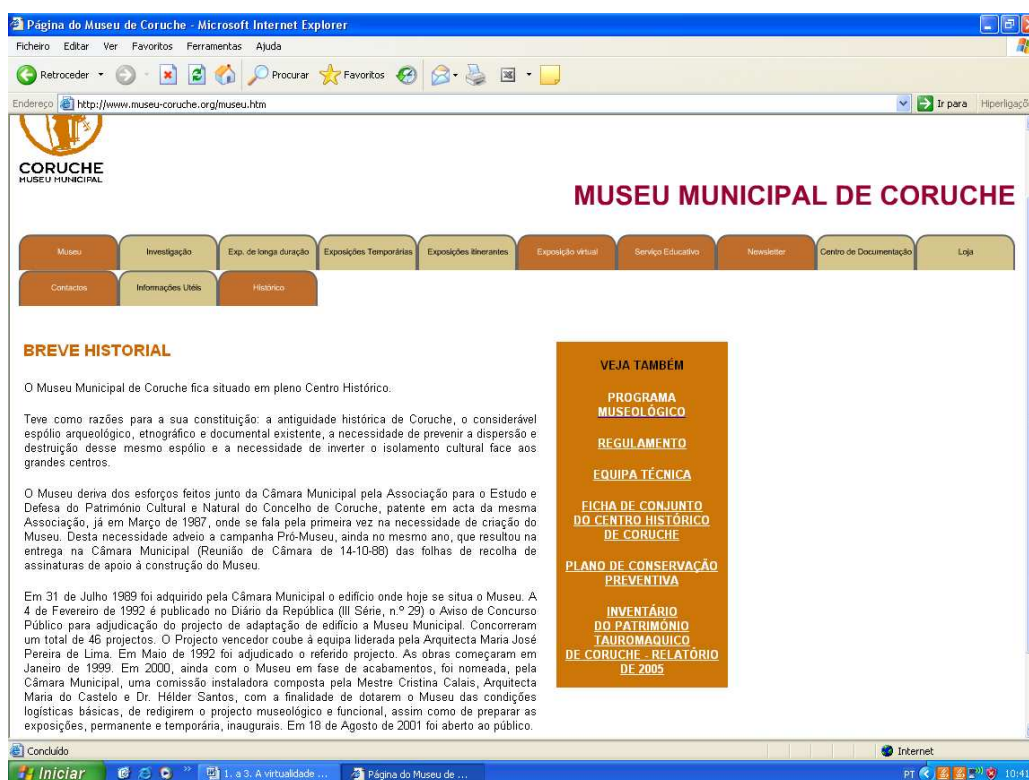 Página do Museu de Coruche - Microsoft Internet Explorer
Ficheiro Editar Ver Favoritos Ferramentas Ajuda
Retroceder Procurar Favoritos
Endereço http://www.museu-coruche.org/museu.htm Ir para Hiperligaçõ
CORUCHE
MUSEU MUNICIPAL
MUSEU MUNICIPAL DE CORUCHE
Museu Investigação Exp. de longa duração Exposições Temporárias Exposições Itinerantes Exposição virtual Serviço Educativo Newsletter Centro de Documentação Loja
Contactos Informações Utéis Histórico
BREVE HISTORIAL
O Museu Municipal de Coruche fica situado em pleno Centro Histórico.
Teve como razões para a sua constituição: a antiguidade histórica de Coruche, o considerável
espólio arqueológico, etnográfico e documental existente, a necessidade de prevenir a dispersão e
destruição desse mesmo espólio e a necessidade de inverter o isolamento cultural face aos
grandes centros.
O Museu deriva dos esforços feitos junto da Câmara Municipal pela Associação para o Estudo e
Defesa do Património Cultural e Natural do Concelho de Coruche, patente em acta da mesma
Associação, já em Março de 1987, onde se fala pela primeira vez na necessidade de criação do
Museu. Desta necessidade adveio a campanha Pró-Museu, ainda no mesmo ano, que resultou na
entrega na Câmara Municipal (Reunião de Câmara de 14-10-88) das folhas de recolha de
assinaturas de apoio à construção do Museu.
Em 31 de Julho 1989 foi adquirido pela Câmara Municipal o edifício onde hoje se situa o Museu. A
4 de Fevereiro de 1992 é publicado no Diário da República (III Série, n.º 29) o Aviso de Concurso
Público para adjudicação do projecto de adaptação de edifício a Museu Municipal. Concorreram
um total de 46 projectos. O Projecto vencedor coube à equipa liderada pela Arquitecta Maria José
Pereira de Lima. Em Maio de 1992 foi adjudicado o referido projecto. As obras começaram em
Janeiro de 1999. Em 2000, ainda com o Museu em fase de acabamentos, foi nomeada, pela
Câmara Municipal, uma comissão instaladora composta pela Mestre Cristina Calais, Arquitecta
Maria do Castelo e Dr. Hélder Santos, com a finalidade de dotarem o Museu das condições
logísticas básicas, de redigirem o projecto museológico e funcional, assim como de preparar as
exposições, permanente e temporária, inaugurais. Em 18 de Agosto de 2001 foi aberto ao público.
VEJA TAMBÉM
PROGRAMA
MUSEOLÓGICO
REGULAMENTO
EQUIPA TÉCNICA
FICHA DE CONJUNTO
DO CENTRO HISTÓRICO
DE CORUCHE
PLANO DE CONSERVAÇÃO
PREVENTIVA
INVENTÁRIO
DO PATRIMÓNIO
TAUROMAQUICO
DE CORUCHE - RELATÓRIO
DE 2005
Concluído Internet
Iniciar 1. a 3. A virtualidade ... Página do Museu de ... PT 10:41